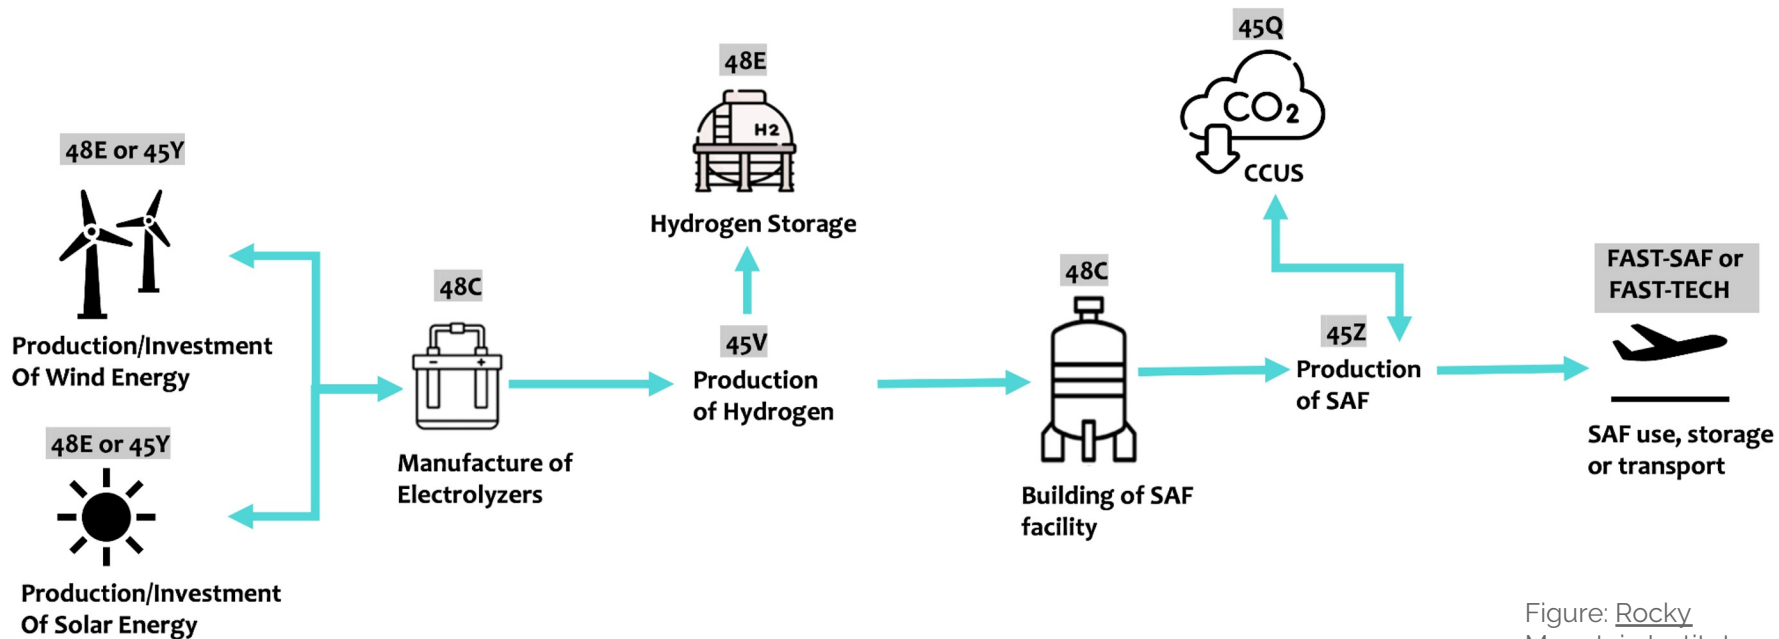 48E or 45Y
Production/Investment
Of Wind Energy
48E or 45Y
Production/Investment
Of Solar Energy
48C
Manufacture of
Electrolyzers
48E
H2
Hydrogen Storage
45V
Production
of Hydrogen
48C
Building of SAF
facility
45Q
CO2
CCUS
45Z
Production
of SAF
FAST-SAF or
FAST-TECH
SAF use, storage
or transport
Figure: Rocky